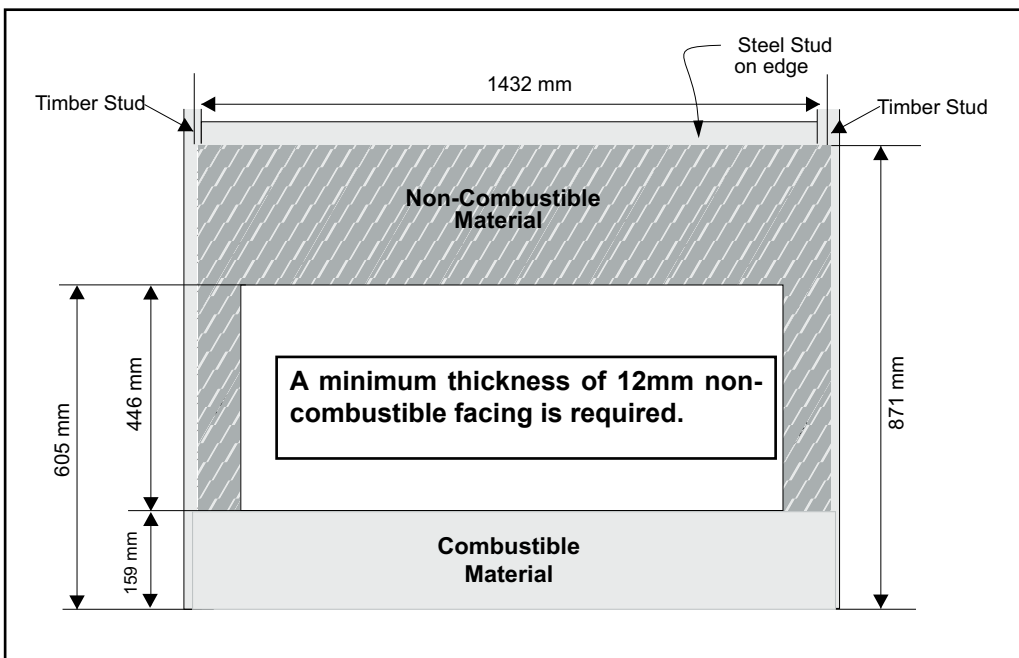 Steel Stud
on edge
1432 mm
Timber Stud
Timber Stud
Non-Combustible
Material
A minimum thickness of 12mm non-
combustible facing is required.
446 mm
605 mm
871 mm
159 mm
Combustible
Material